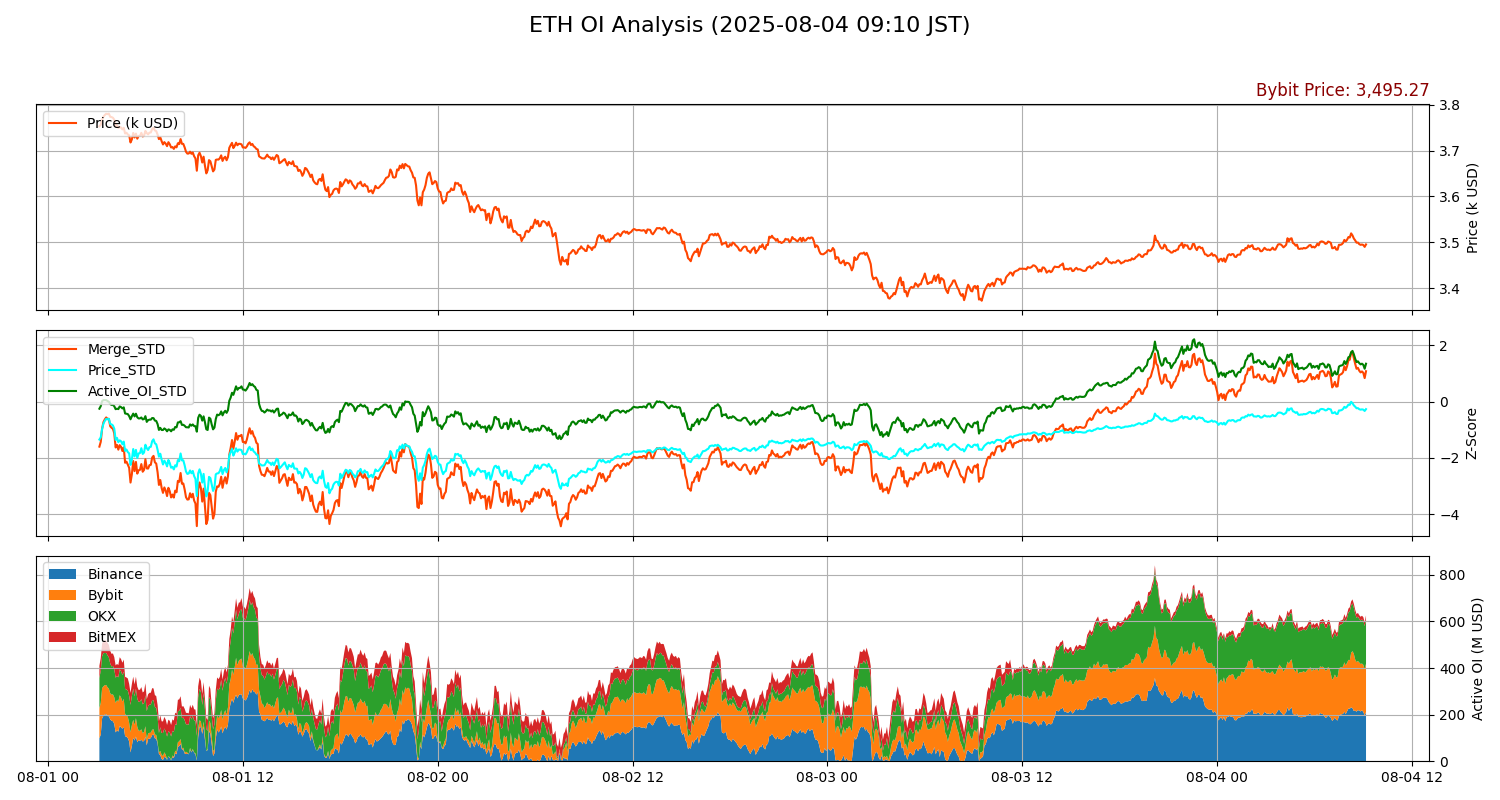 ETH OI Analysis (2025-08-04 09:10 JST)
Bybit Price: 3,495.27
Price (k USD)
3.8
3.7
3.6
3.5
3.4
Price (k USD)
Merge_STD
Price_STD
Active_OI_STD
2
0
−2
−4
Z-Score
Binance
Bybit
OKX
BitMEX
800
600
400
200
0
Active OI (M USD)
08-01 00
08-01 12
08-02 00
08-02 12
08-03 00
08-03 12
08-04 00
08-04 12